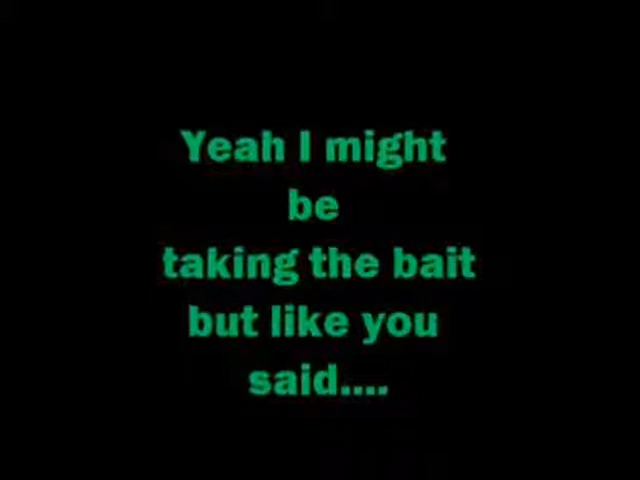 Yeah I might
be
taking the bait
but like you
said....